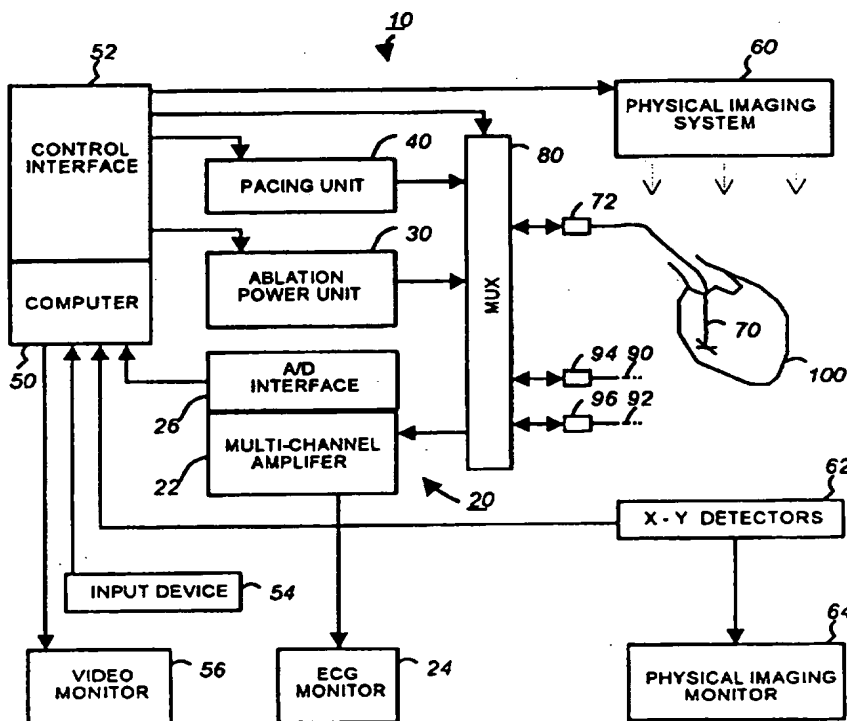 10
52
60
CONTROL
INTERFACE
PHYSICAL IMAGING
SYSTEM
40
80
PACING UNIT
72
30
ABLATION
POWER UNIT
MUX
COMPUTER
70
50
A/D
INTERFACE
94 90
100
26
96 92
MULTI-CHANNEL
AMPLIFER
22
62
20
X - Y DETECTORS
INPUT DEVICE
54
64
VIDEO
MONITOR
56
ECG
MONITOR
24
PHYSICAL IMAGING
MONITOR